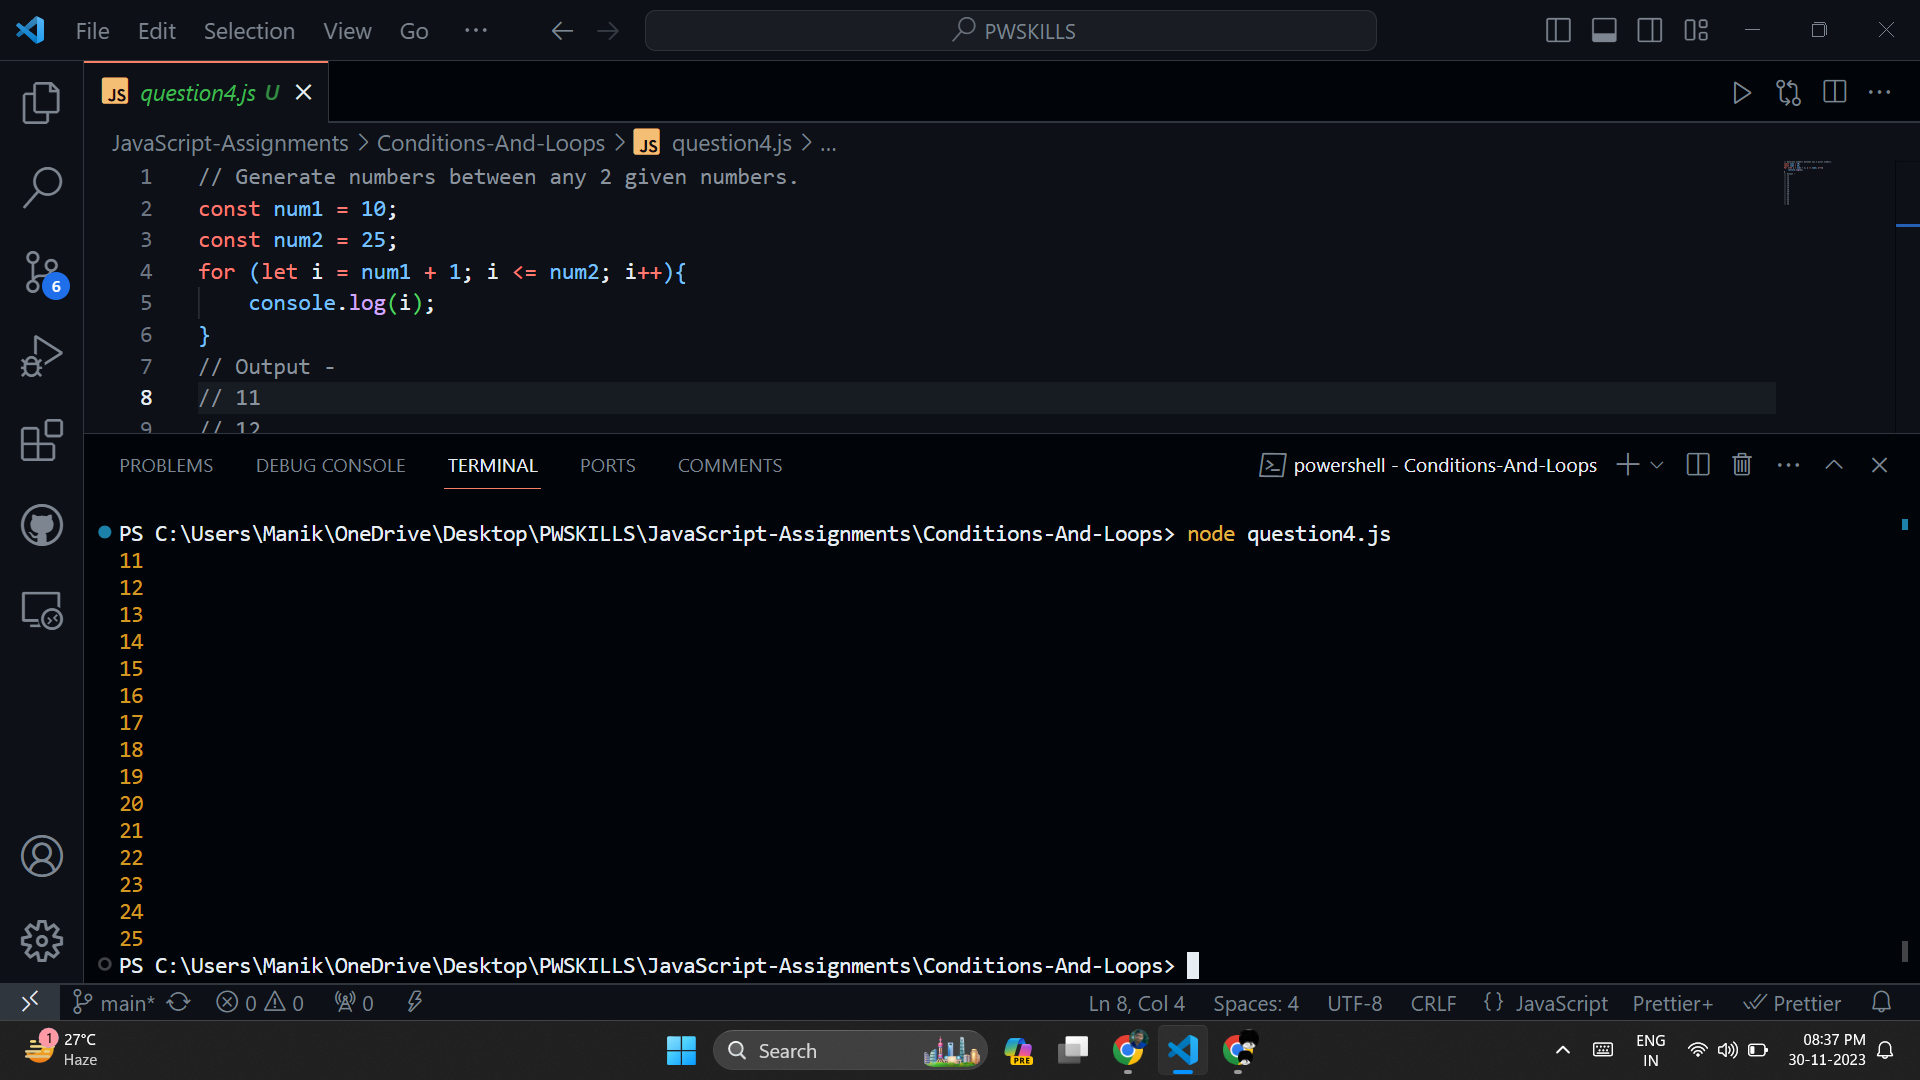 File Edit Selection View Go ...
PWSKILLS
JS question4.js U
JavaScript-Assignments > Conditions-And-Loops > JS question4.js > ...
1 // Generate numbers between any 2 given numbers.
2 const num1 = 10;
3 const num2 = 25;
4 for (let i = num1 + 1; i <= num2; i++){
5 console.log(i);
6 }
7 // Output -
8 // 11
9 // 12
PROBLEMS DEBUG CONSOLE TERMINAL PORTS COMMENTS
powershell - Conditions-And-Loops
PS C:\Users\Manik\OneDrive\Desktop\PWSKILLS\JavaScript-Assignments\Conditions-And-Loops> node question4.js
11
12
13
14
15
16
17
18
19
20
21
22
23
24
25
PS C:\Users\Manik\OneDrive\Desktop\PWSKILLS\JavaScript-Assignments\Conditions-And-Loops>
6
main* 0 0 0
Ln 8, Col 4 Spaces: 4 UTF-8 CRLF {} JavaScript Prettier+ Prettier
1
27°C
Haze
Search
PRE
ENG
IN
08:37 PM
30-11-2023